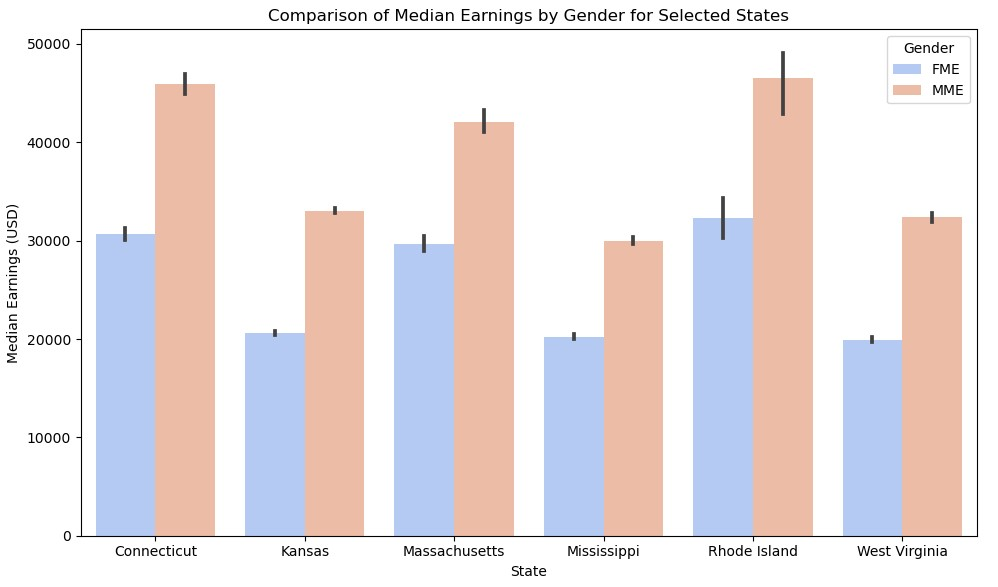 Comparison of Median Earnings by Gender for Selected States
Median Earnings (USD)
50000
40000
30000
20000
10000
0
Gender
FME
MME
Connecticut
Kansas
Massachusetts
Mississippi
Rhode Island
West Virginia
State